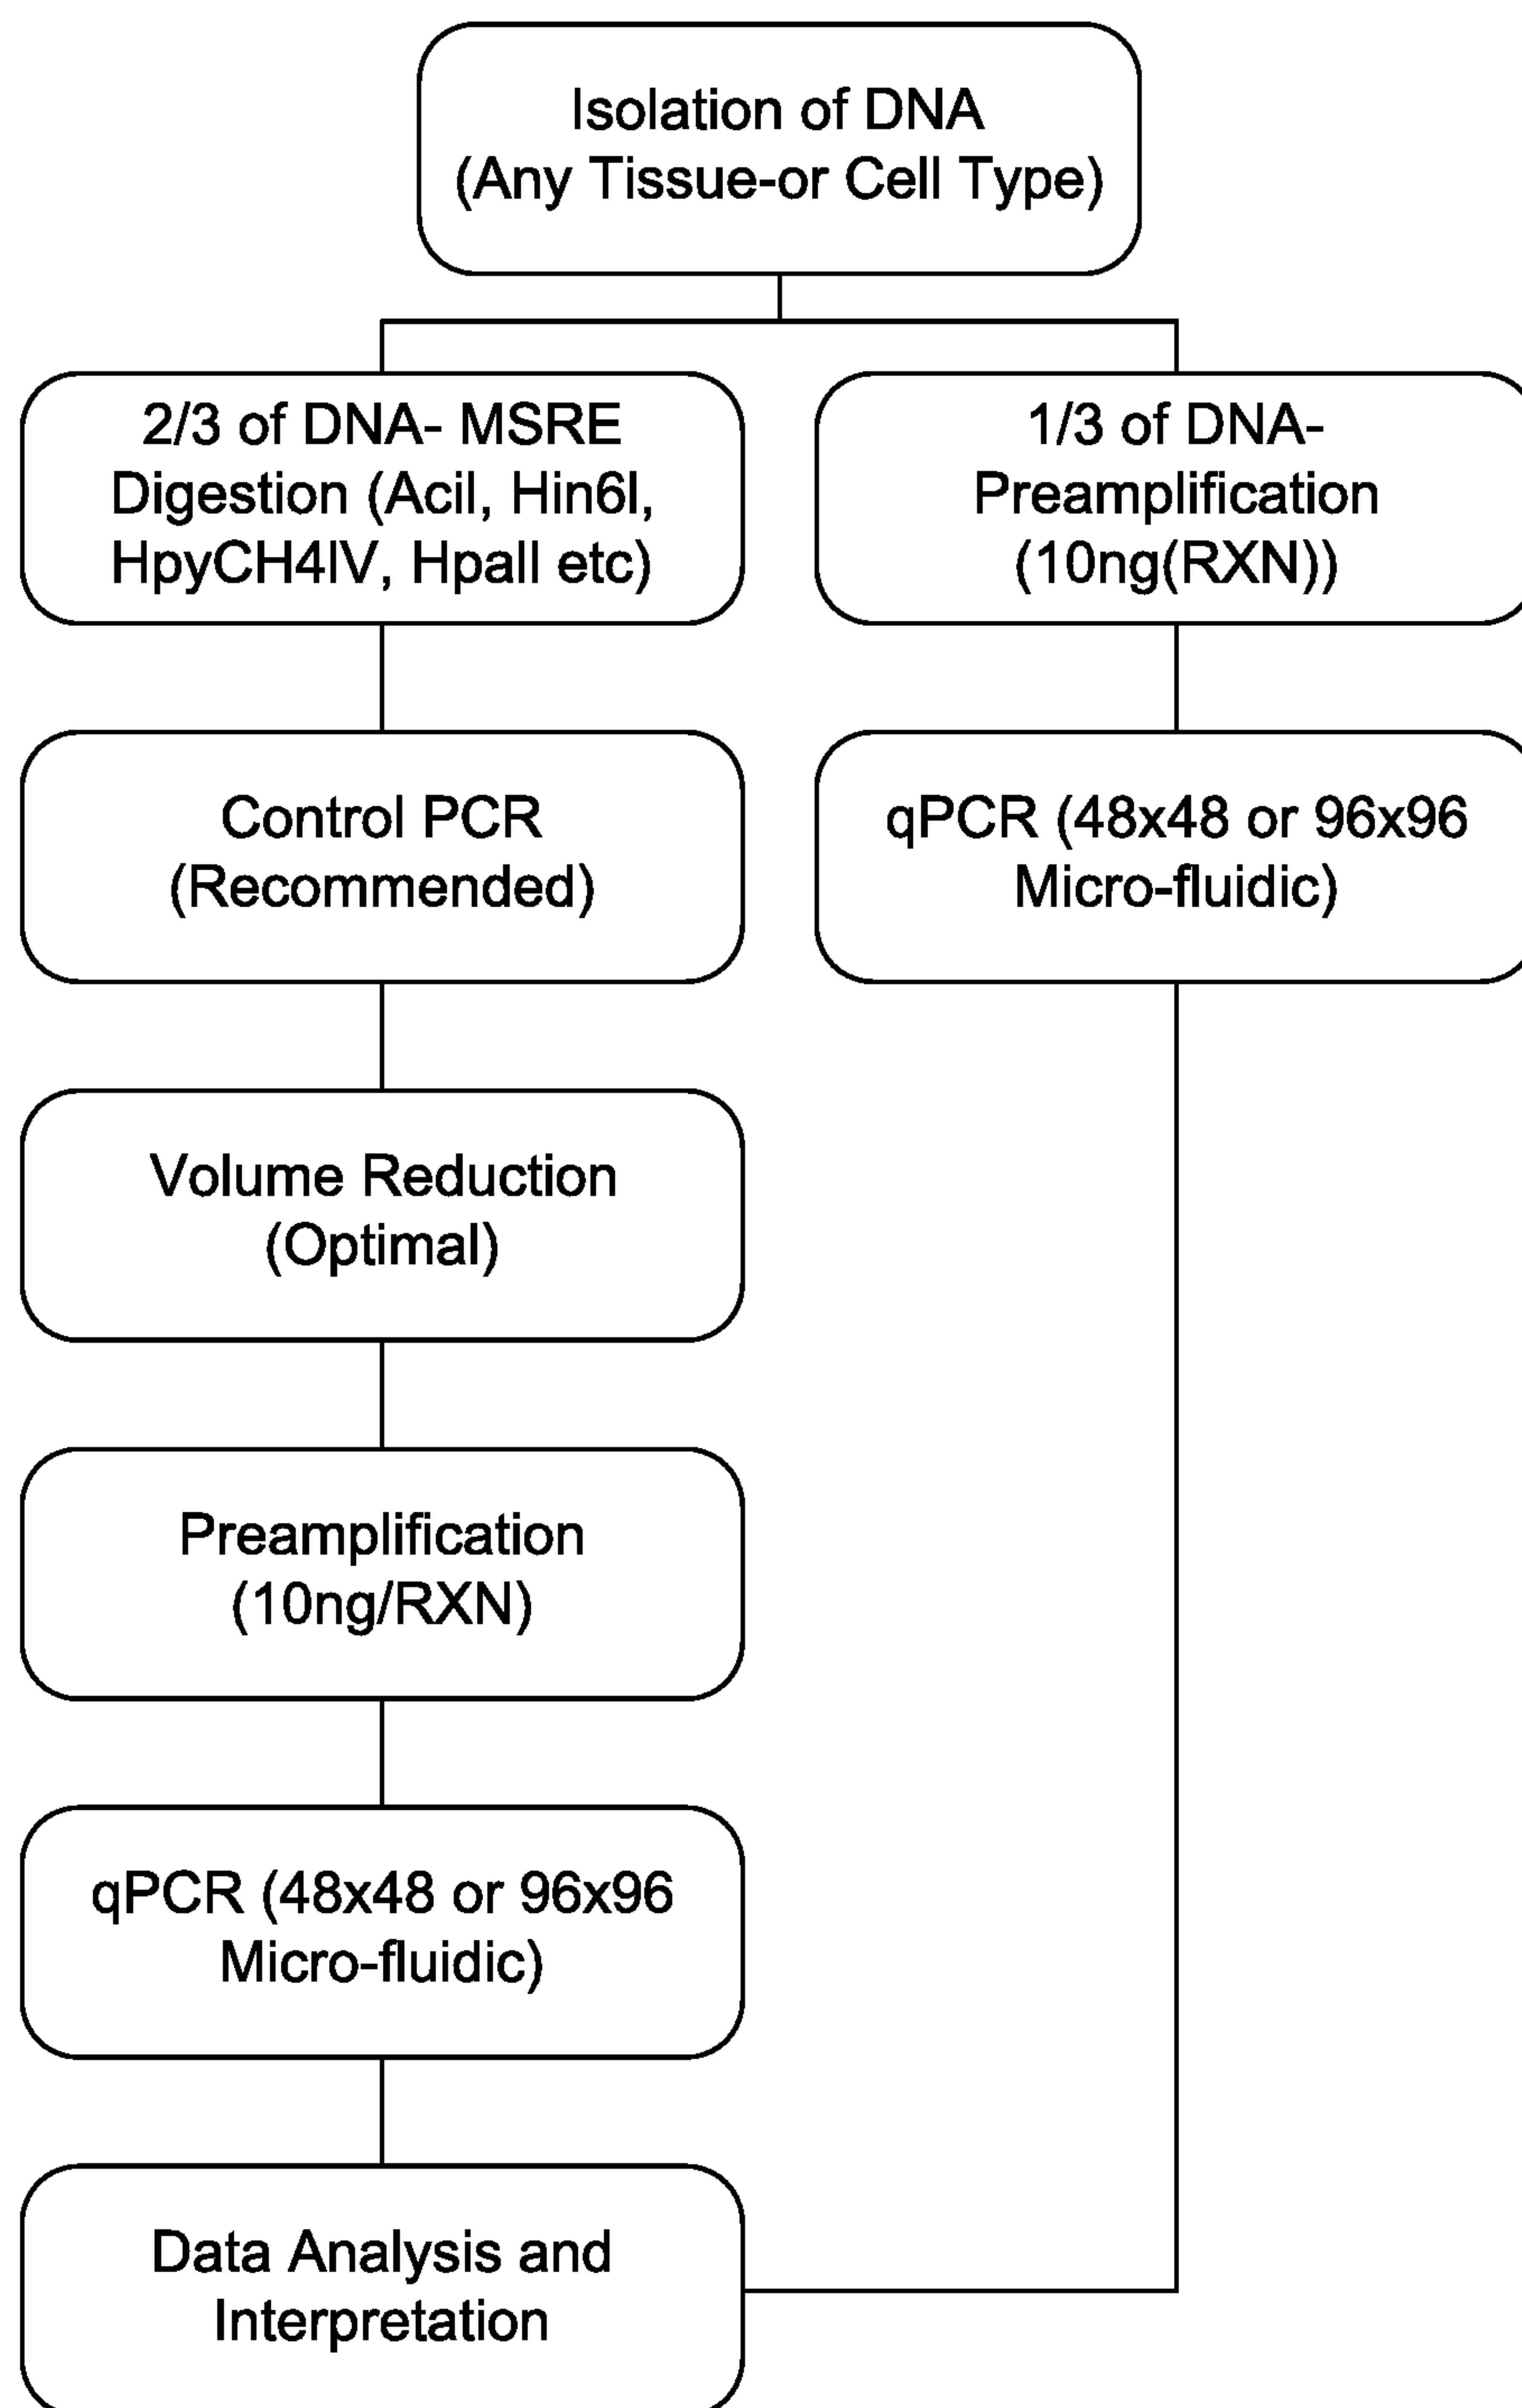 Isolation of DNA
(Any Tissue-or Cell Type)
2/3 of DNA- MSRE
Digestion (AciI, Hin6I,
HpyCH4IV, HpaII etc)
1/3 of DNA-
Preamplification
(10ng(RXN))
Control PCR
(Recommended)
qPCR (48x48 or 96x96
Micro-fluidic)
Volume Reduction
(Optimal)
Preamplification
(10ng/RXN)
qPCR (48x48 or 96x96
Micro-fluidic)
Data Analysis and
Interpretation